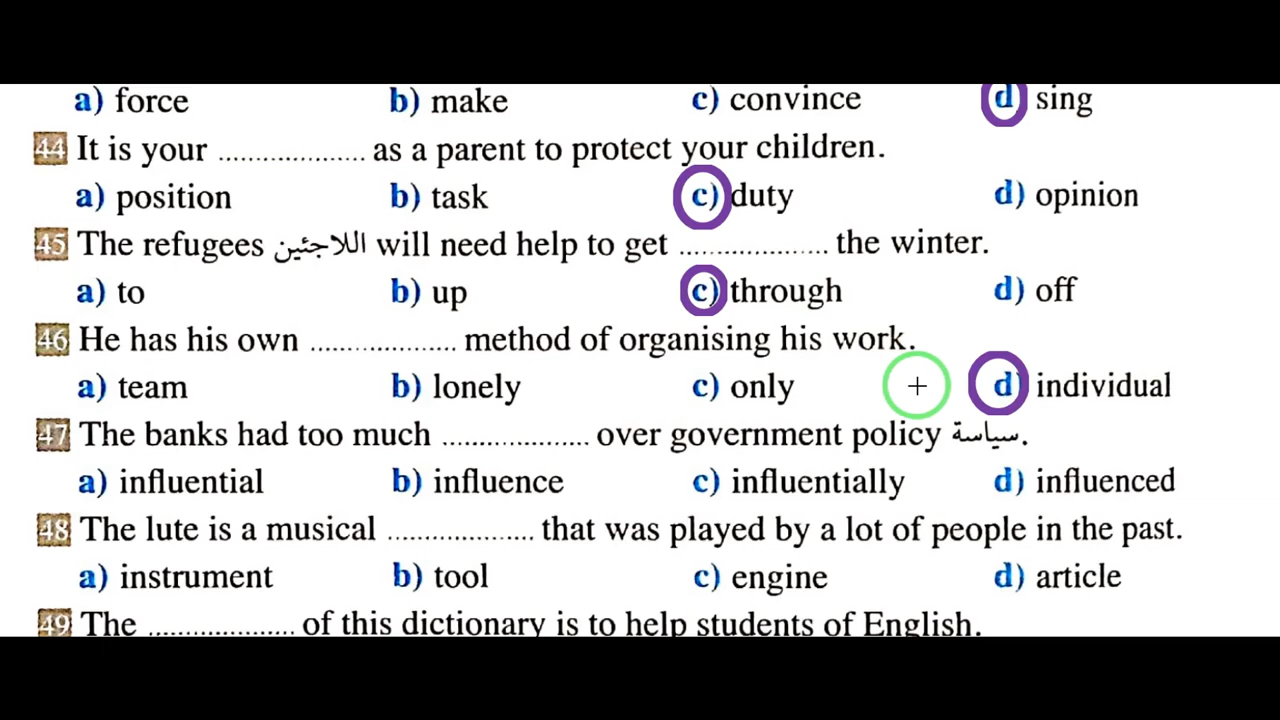 a) force b) make c) convince d) sing
44 It is your .................... as a parent to protect your children.
a) position b) task c) duty d) opinion
45 The refugees اللاجئين will need help to get .................... the winter.
a) to b) up c) through d) off
46 He has his own .................... method of organising his work.
a) team b) lonely c) only d) individual
47 The banks had too much .................... over government policy سياسة.
a) influential b) influence c) influentially d) influenced
48 The lute is a musical .................... that was played by a lot of people in the past.
a) instrument b) tool c) engine d) article
49 The .................... of this dictionary is to help students of English.